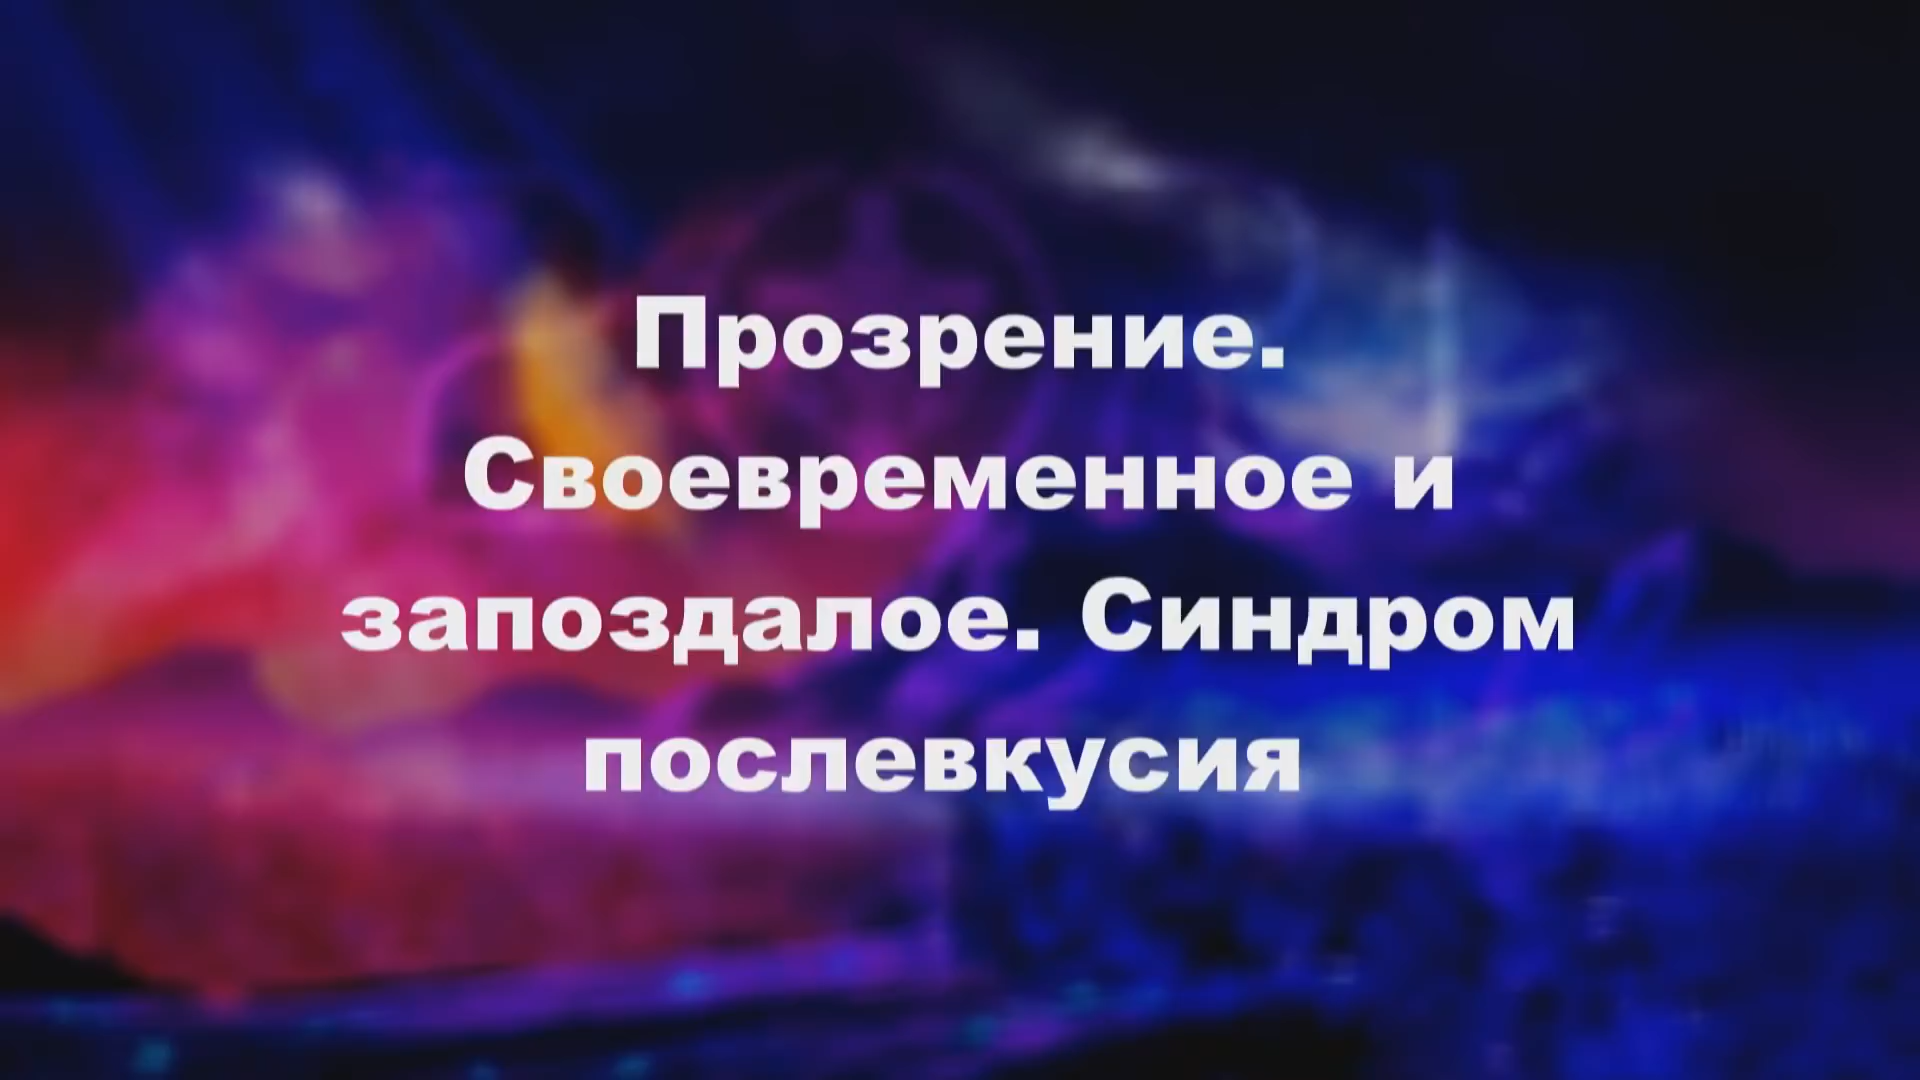 Прозрение.
Своевременное и
запоздалое. Синдром
послевкусия